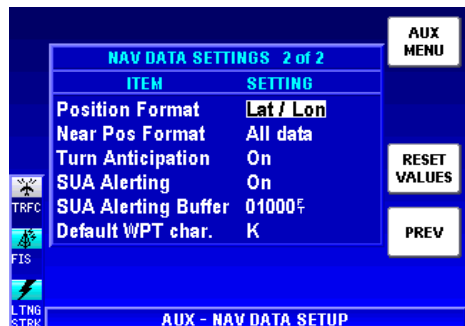 AUX
MENU
NAV DATA SETTINGS 2 of 2
ITEM SETTING
Position Format Lat / Lon
Near Pos Format All data
Turn Anticipation On
SUA Alerting On
SUA Alerting Buffer 01000FT
Default WPT char. K
RESET
VALUES
PREV
TRFC
FIS
LTNG
STRK
AUX - NAV DATA SETUP